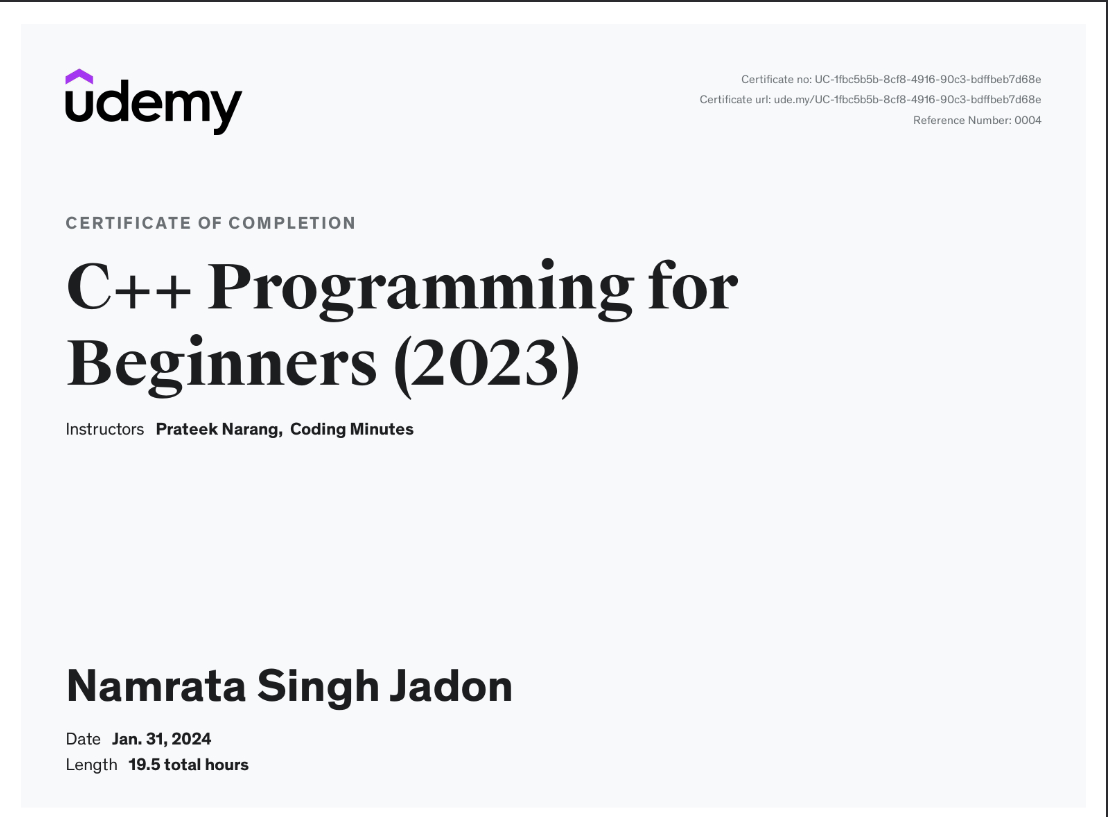 udemy
Certificate no: UC-1fbc5b5b-8cf8-4916-90c3-bdffbeb7d68e
Certificate url: ude.my/UC-1fbc5b5b-8cf8-4916-90c3-bdffbeb7d68e
Reference Number: 0004
CERTIFICATE OF COMPLETION
C++ Programming for
Beginners (2023)
Instructors Prateek Narang, Coding Minutes
Namrata Singh Jadon
Date Jan. 31, 2024
Length 19.5 total hours